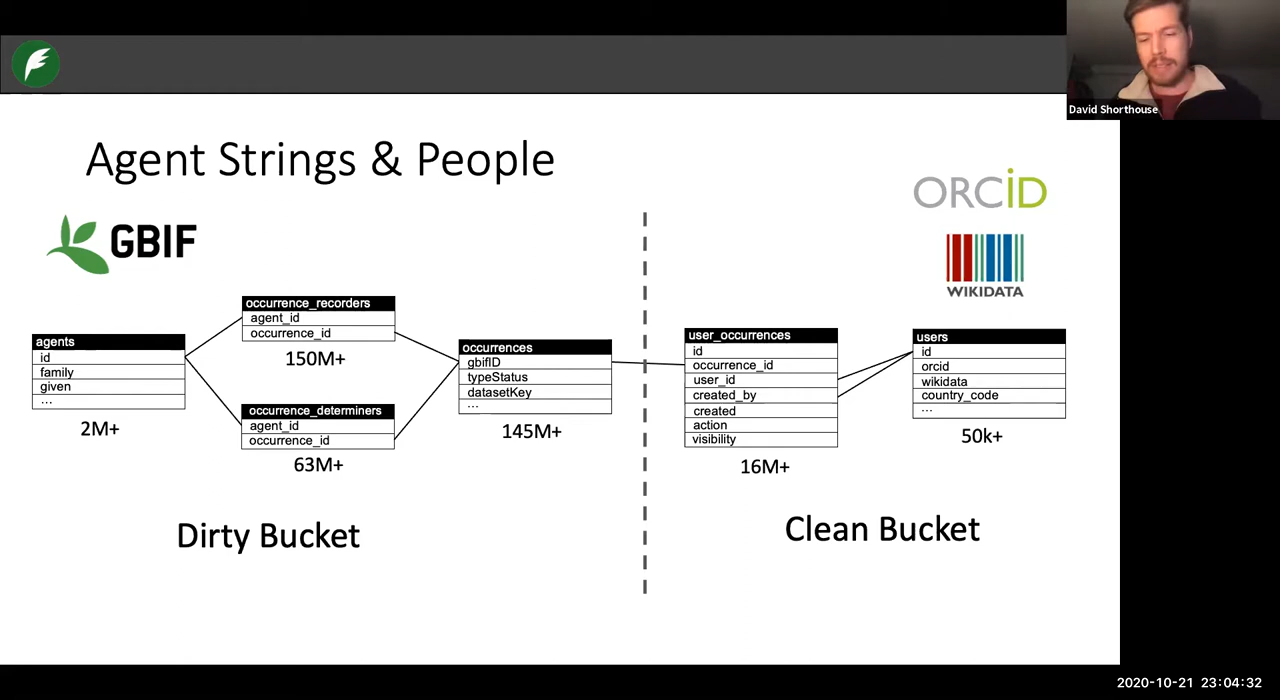 David Shorthouse
Agent Strings & People
ORCiD
GBIF
WIKIDATA
agents
id
family
given
...
2M+
occurrence_recorders
agent_id
occurrence_id
150M+
occurrence_determiners
agent_id
occurrence_id
63M+
occurrences
gbifID
typeStatus
datasetKey
...
145M+
user_occurrences
id
occurrence_id
user_id
created_by
created
action
visibility
16M+
users
id
orcid
wikidata
country_code
...
50k+
Dirty Bucket
Clean Bucket
2020-10-21 23:04:32